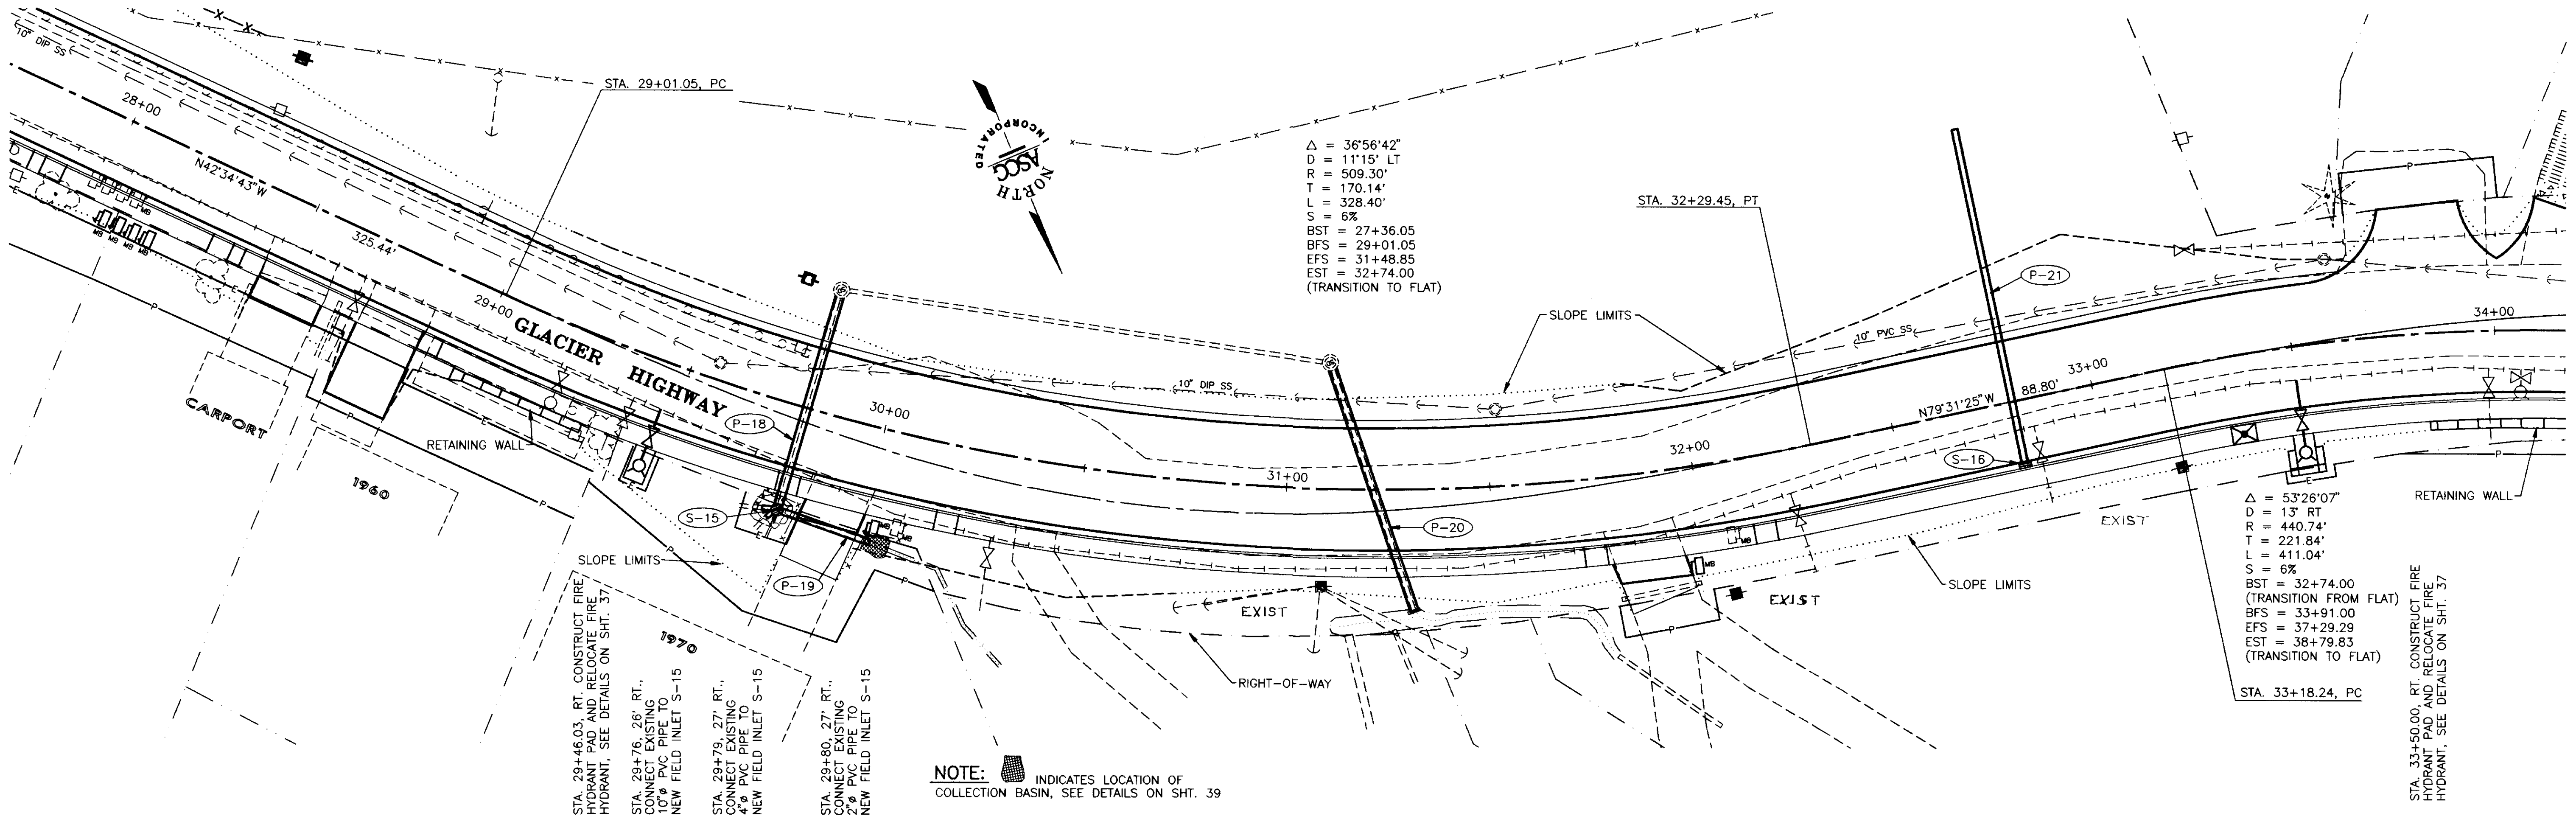 10" DIP SS
28+00
N42°34'43"W
325.44'
STA. 29+01.05, PC
29+00
GLACIER HIGHWAY
MB
MB MB MB MB
E
P
CARPORT
1960
RETAINING WALL
P-18
S-15
P-19
SLOPE LIMITS
1970
INCORPORATED
ASCG
NORTH
Δ = 36°56'42"
D = 11°15' LT
R = 509.30'
T = 170.14'
L = 328.40'
S = 6%
BST = 27+36.05
BFS = 29+01.05
EFS = 31+48.85
EST = 32+74.00
(TRANSITION TO FLAT)
30+00
10" DIP SS
31+00
P-20
EXIST
RIGHT-OF-WAY
STA. 32+29.45, PT
SLOPE LIMITS
32+00
10" PVC SS
P-21
N79°31'25"W
88.80'
33+00
34+00
S-16
MB
MB
EXIST
EXIST
SLOPE LIMITS
RETAINING WALL
Δ = 53°26'07"
D = 13° RT
R = 440.74'
T = 221.84'
L = 411.04'
S = 6%
BST = 32+74.00
(TRANSITION FROM FLAT)
BFS = 33+91.00
EFS = 37+29.29
EST = 38+79.83
(TRANSITION TO FLAT)
STA. 33+18.24, PC
STA. 29+46.03, RT. CONSTRUCT FIRE
HYDRANT PAD AND RELOCATE FIRE
HYDRANT, SEE DETAILS ON SHT. 37
STA. 29+76, 26' RT.,
CONNECT EXISTING
10"ø PVC PIPE TO
NEW FIELD INLET S-15
STA. 29+79, 27' RT.,
CONNECT EXISTING
4"ø PVC PIPE TO
NEW FIELD INLET S-15
STA. 29+80, 27' RT.,
CONNECT EXISTING
2"ø PVC PIPE TO
NEW FIELD INLET S-15
STA. 33+50.00, RT. CONSTRUCT FIRE
HYDRANT PAD AND RELOCATE FIRE
HYDRANT, SEE DETAILS ON SHT. 37
NOTE: INDICATES LOCATION OF
COLLECTION BASIN, SEE DETAILS ON SHT. 39